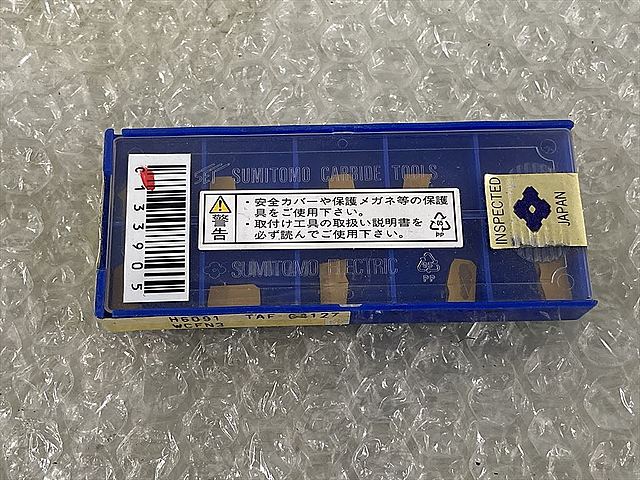 SUMITOMO CARBIDE TOOLS
C133905
警告
・安全カバーや保護メガネ等の保護
具をご使用下さい。
・取付け工具の取扱い説明書を
必ず読んでご使用下さい。
PP
INSPECTED
JAPAN
SUMITOMO ELECTRIC
PP
TAF
WCFN3